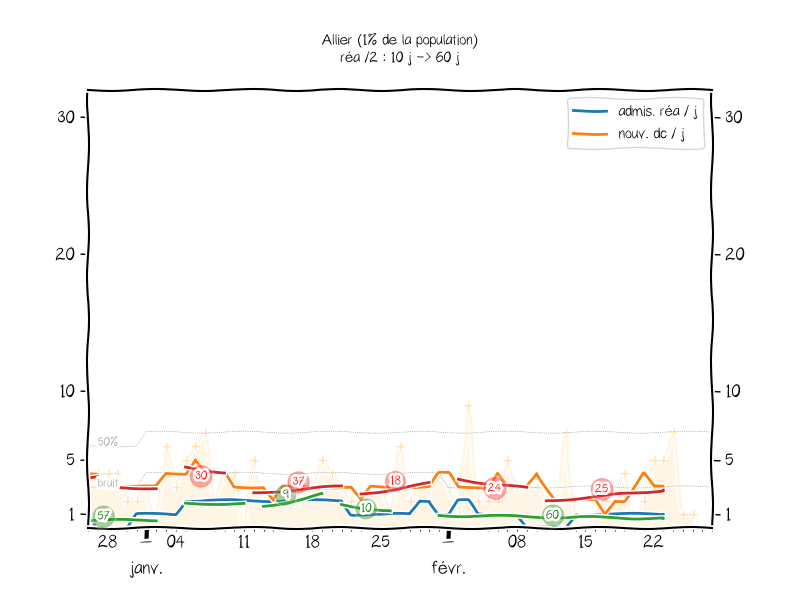 Allier (1% de la population)
réa /2 : 10 j -> 60 j
admis. réa / j
nouv. dc / j
30
30
20
20
10
10
50%
5
5
bruit
30
37
18
24
25
9
10
57
60
1
1
28 04 11 18 25 08 15 22
janv. févr.